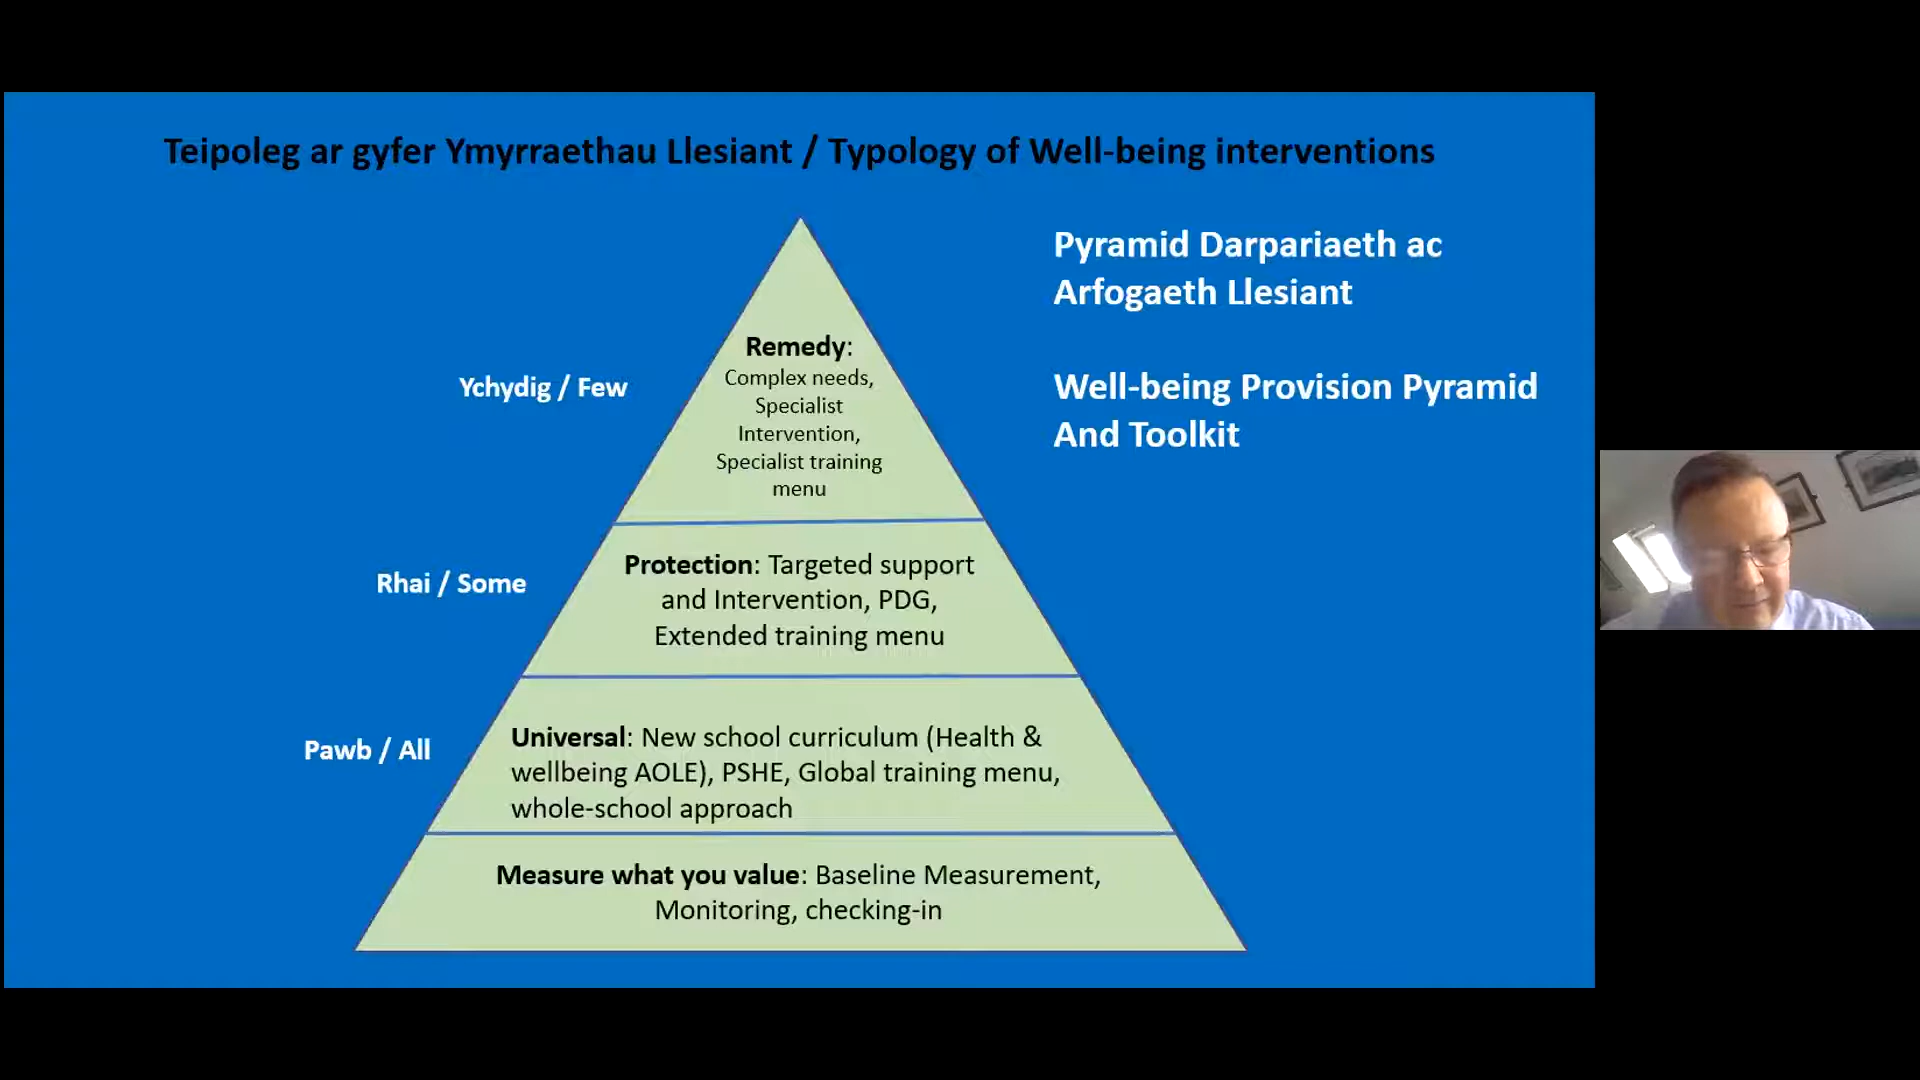 Teipoleg ar gyfer Ymyrraethau Llesiant / Typology of Well-being interventions
Pyramid Darpariaeth ac
Arfogaeth Llesiant
Well-being Provision Pyramid
And Toolkit
Ychydig / Few
Remedy:
Complex needs,
Specialist
Intervention,
Specialist training
menu
Rhai / Some
Protection: Targeted support
and Intervention, PDG,
Extended training menu
Pawb / All
Universal: New school curriculum (Health &
wellbeing AOLE), PSHE, Global training menu,
whole-school approach
Measure what you value: Baseline Measurement,
Monitoring, checking-in